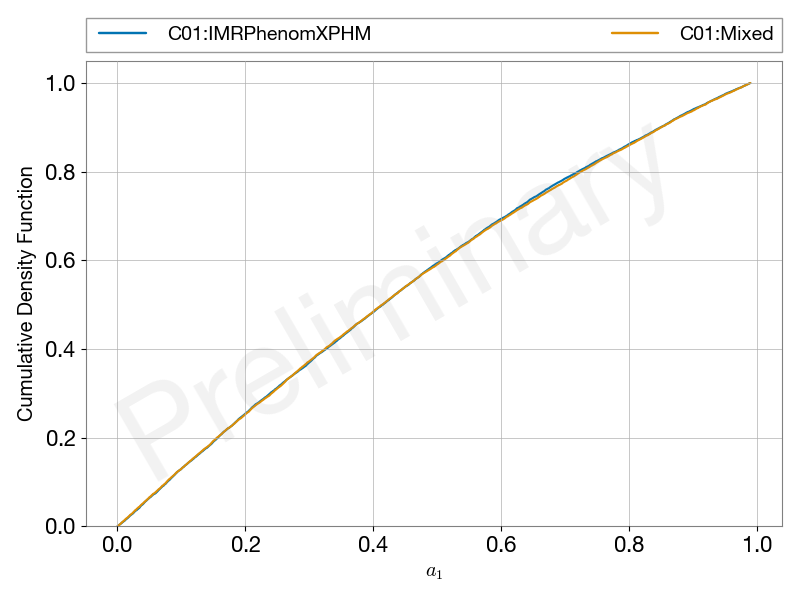 C01:IMRPhenomXPHM C01:Mixed
Preliminary
Cumulative Density Function
1.0
0.8
0.6
0.4
0.2
0.0
0.0 0.2 0.4 0.6 0.8 1.0
a₁